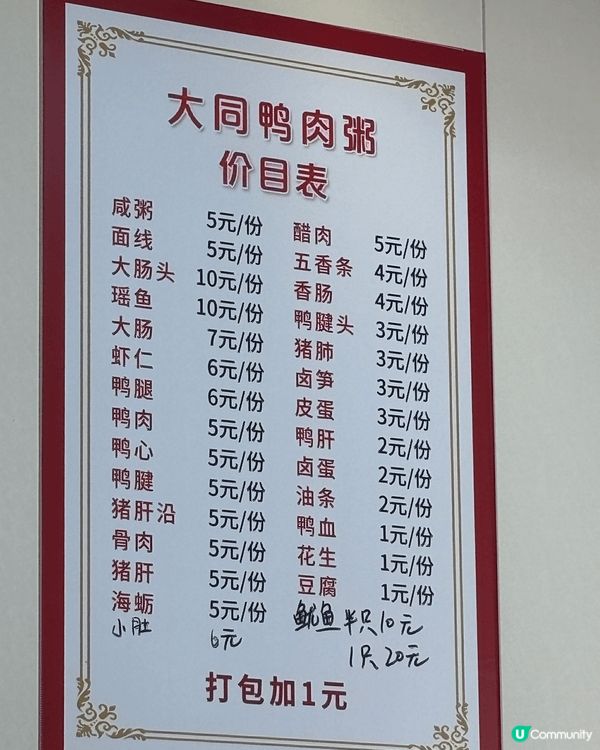 大同鸭肉粥
价目表
咸粥 5元/份
面线 5元/份
大肠头 10元/份
瑶鱼 10元/份
大肠 7元/份
虾仁 6元/份
鸭腿 6元/份
鸭肉 5元/份
鸭心 5元/份
鸭腱 5元/份
猪肝沿 5元/份
骨肉 5元/份
猪肝 5元/份
海蛎 5元/份
小肚 6元
醋肉 5元/份
五香条 4元/份
香肠 4元/份
鸭腱头 3元/份
猪肺 3元/份
卤笋 3元/份
皮蛋 3元/份
鸭肝 2元/份
卤蛋 2元/份
油条 2元/份
鸭血 1元/份
花生 1元/份
豆腐 1元/份
鱿鱼半只10元
1只20元
打包加1元
U Community